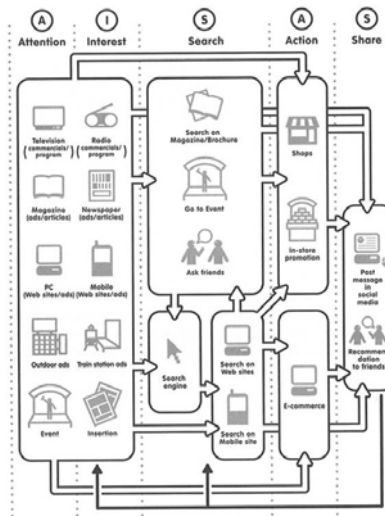 A I S A S
Attention Interest Search Action Share
Television
(commercials/
program)
Radio
(commercials/
program)
Magazine
(ads/articles)
Newspaper
(ads/articles)
PC
(Web sites/ads)
Mobile
(Web sites/ads)
Outdoor ads
Train station ads
Event
Insertion
Search on
Magazine/Brochure
Go to Event
Ask friends
Search
engine
Search on
Web sites
Search on
Mobile site
Shops
In-store
promotion
E-commerce
Post
message in
social
media
Recommen
dation to
friends